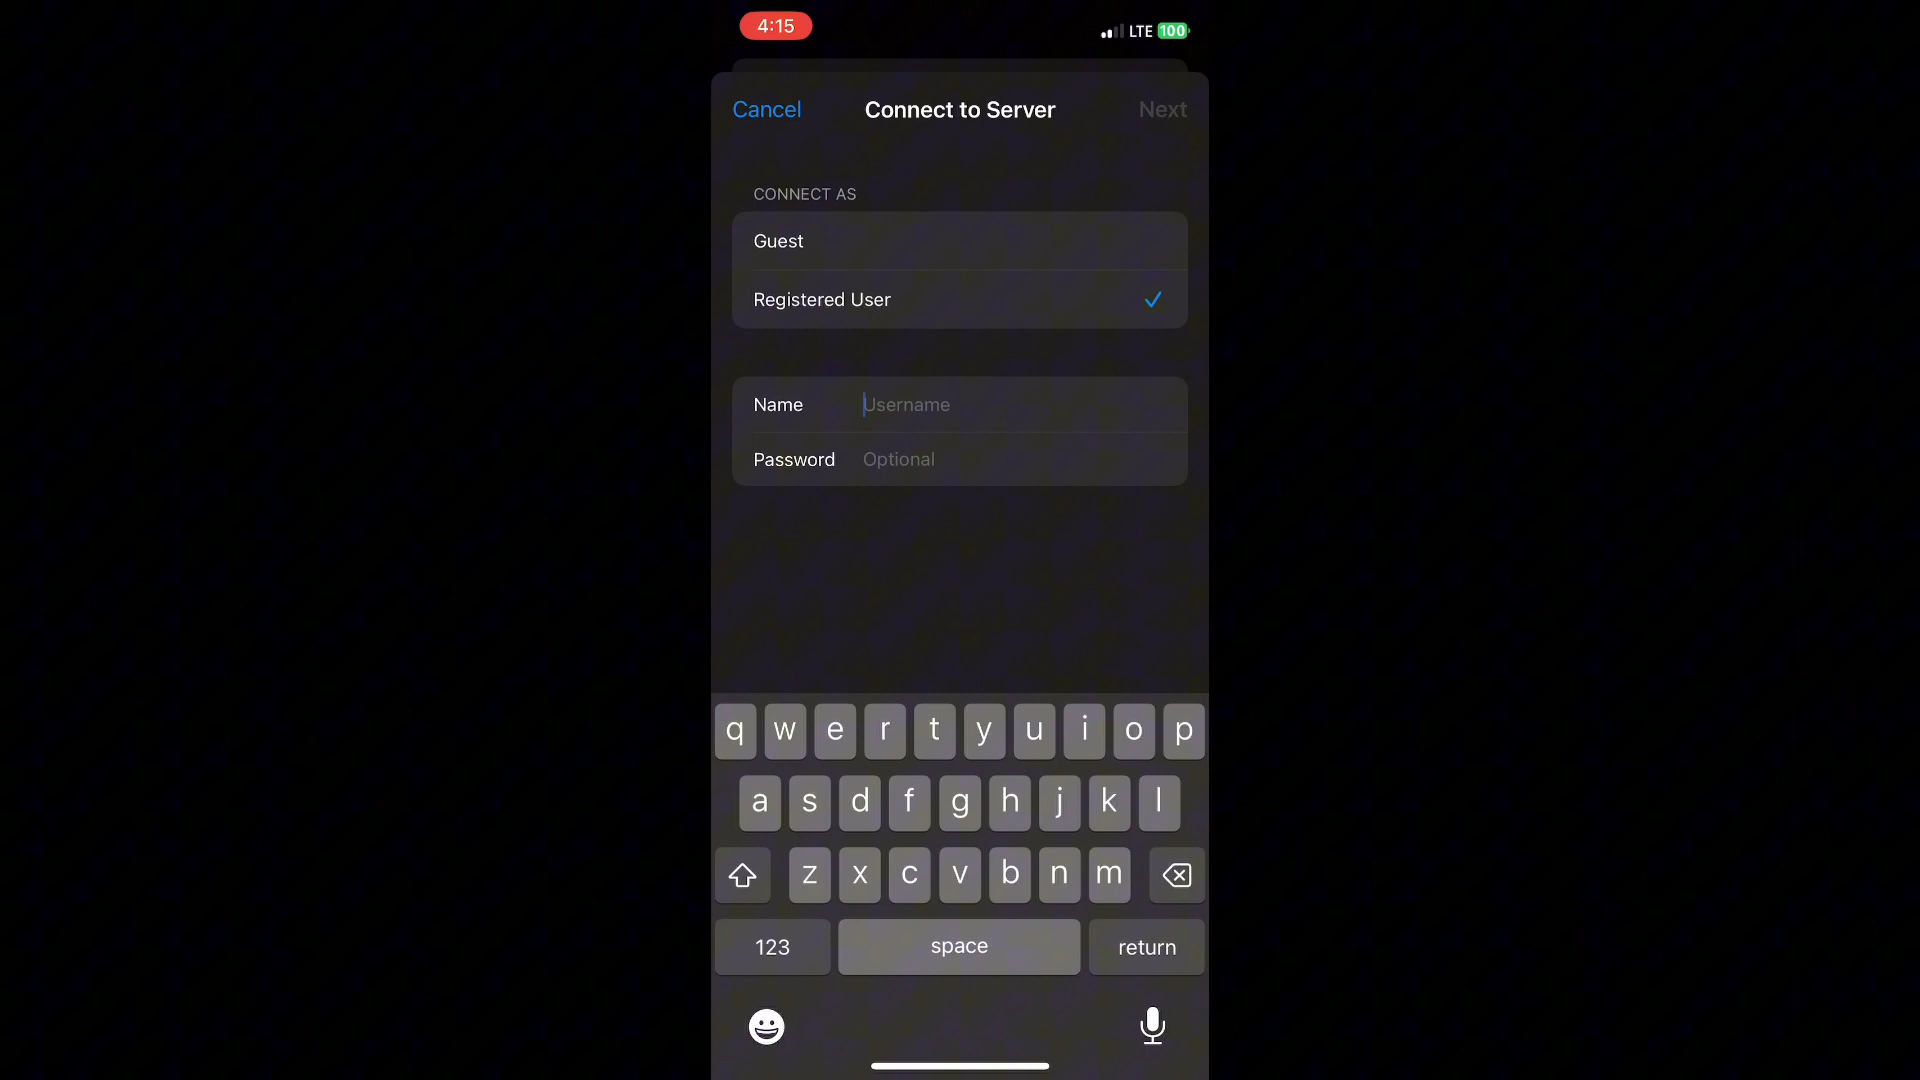 4:15
LTE 100
Cancel
Connect to Server
Next
CONNECT AS
Guest
Registered User
Name Username
Password Optional
q w e r t y u i o p
a s d f g h j k l
z x c v b n m
123 space return